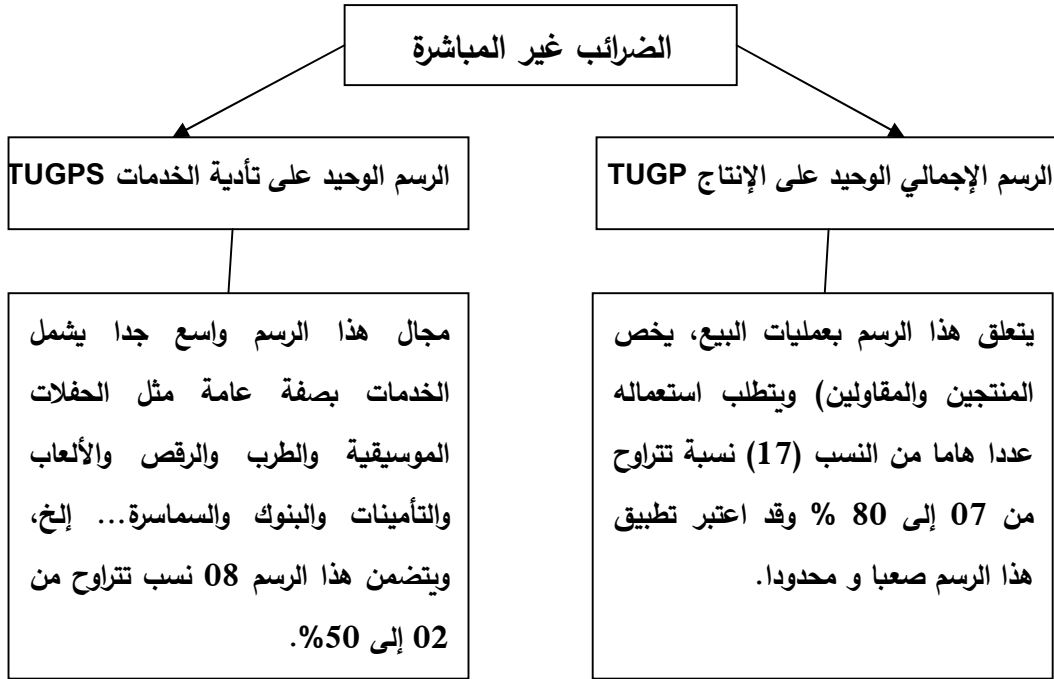 الضرائب غير المباشرة
الرسم الإجمالي الوحيد على الإنتاج TUGP
الرسم الوحيد على تأدية الخدمات TUGPS
يتعلق هذا الرسم بعمليات البيع، يخص
المنتجين والمقاولين) ويتطلب استعماله
عددا هاما من النسب (17) نسبة تتراوح
من 07 إلى 80 % وقد اعتبر تطبيق
هذا الرسم صعبا و محدودا.
مجال هذا الرسم واسع جدا يشمل
الخدمات بصفة عامة مثل الحفلات
الموسيقية والطرب والرقص والألعاب
والتأمينات والبنوك والسماسرة... إلخ،
ويتضمن هذا الرسم 08 نسب تتراوح من
02 إلى 50%.